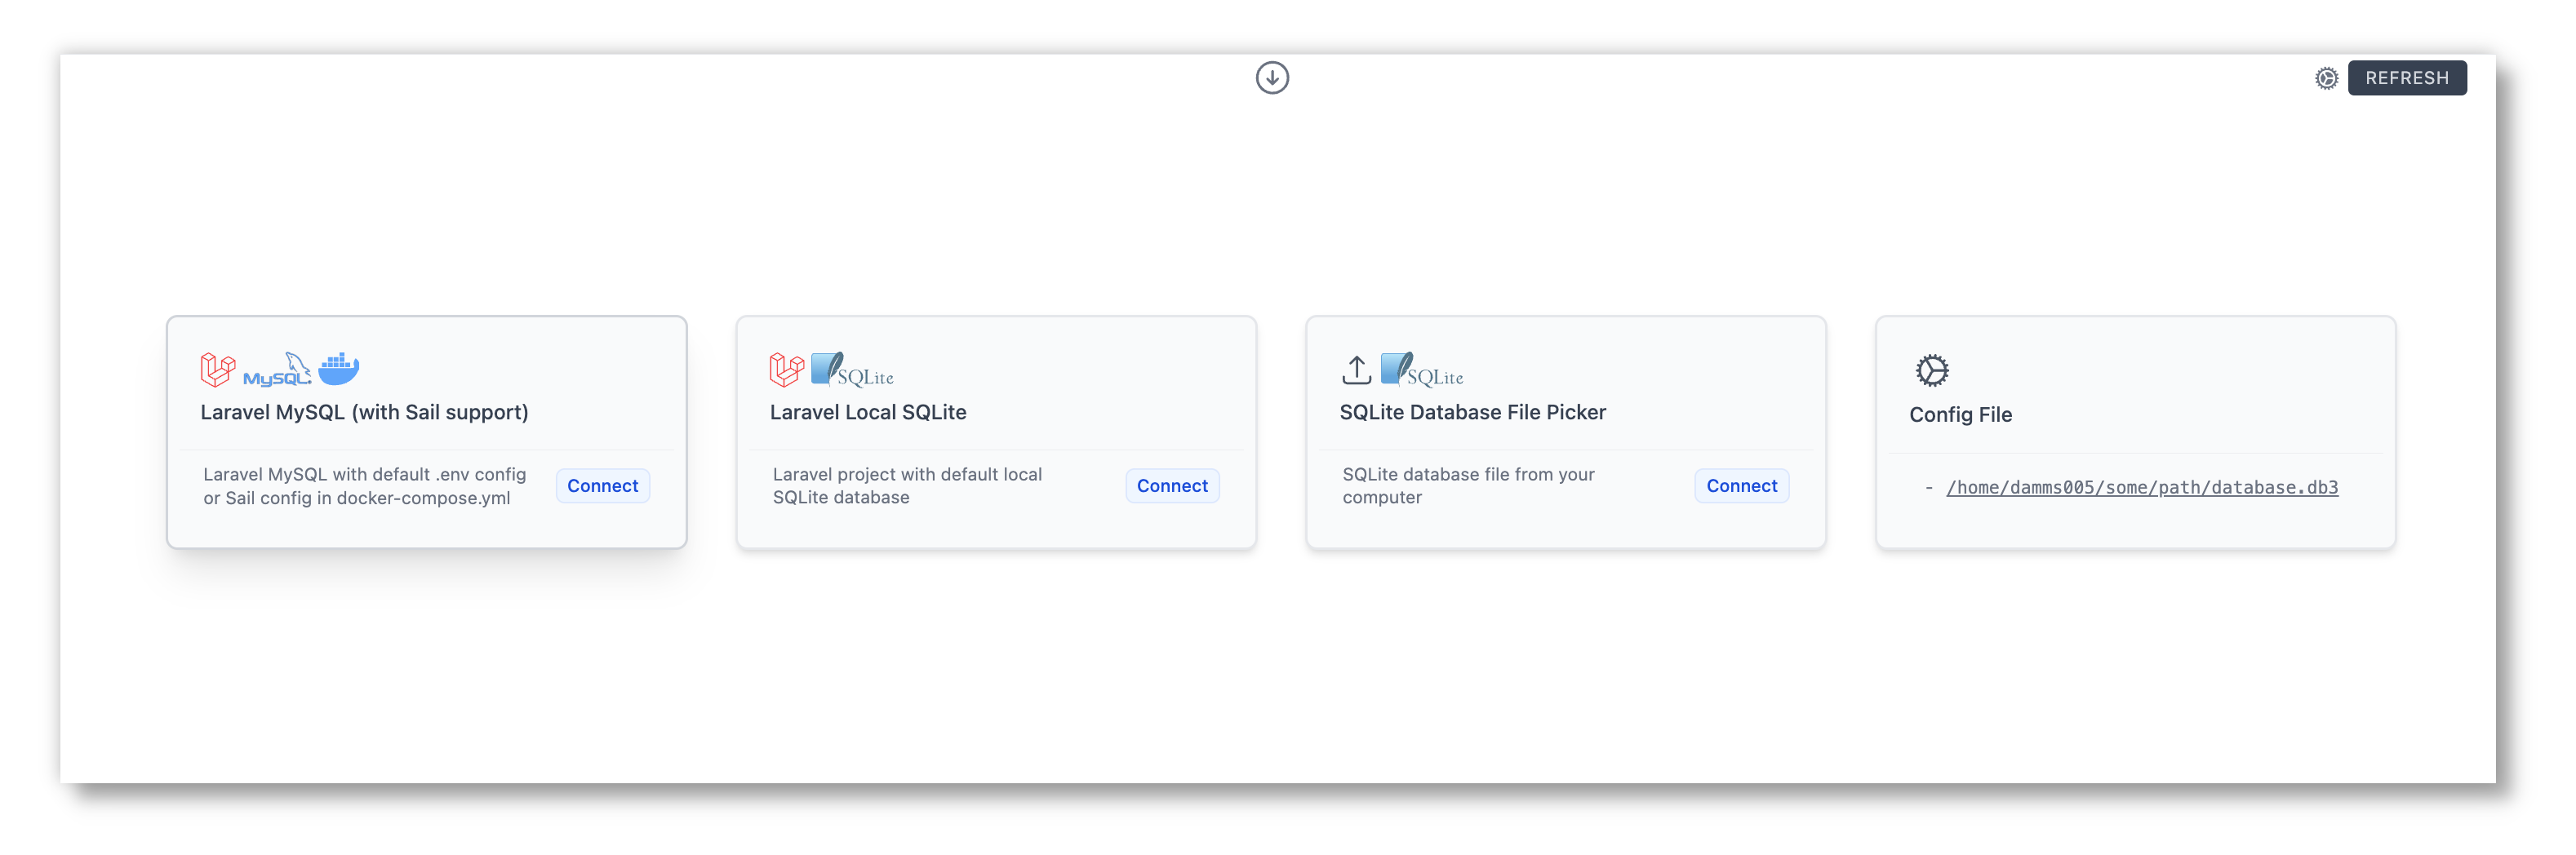 REFRESH
MySQL
Laravel MySQL (with Sail support)
Laravel MySQL with default .env config
or Sail config in docker-compose.yml
Connect
SQLite
Laravel Local SQLite
Laravel project with default local
SQLite database
Connect
SQLite
SQLite Database File Picker
SQLite database file from your
computer
Connect
Config File
- /home/damms005/some/path/database.db3